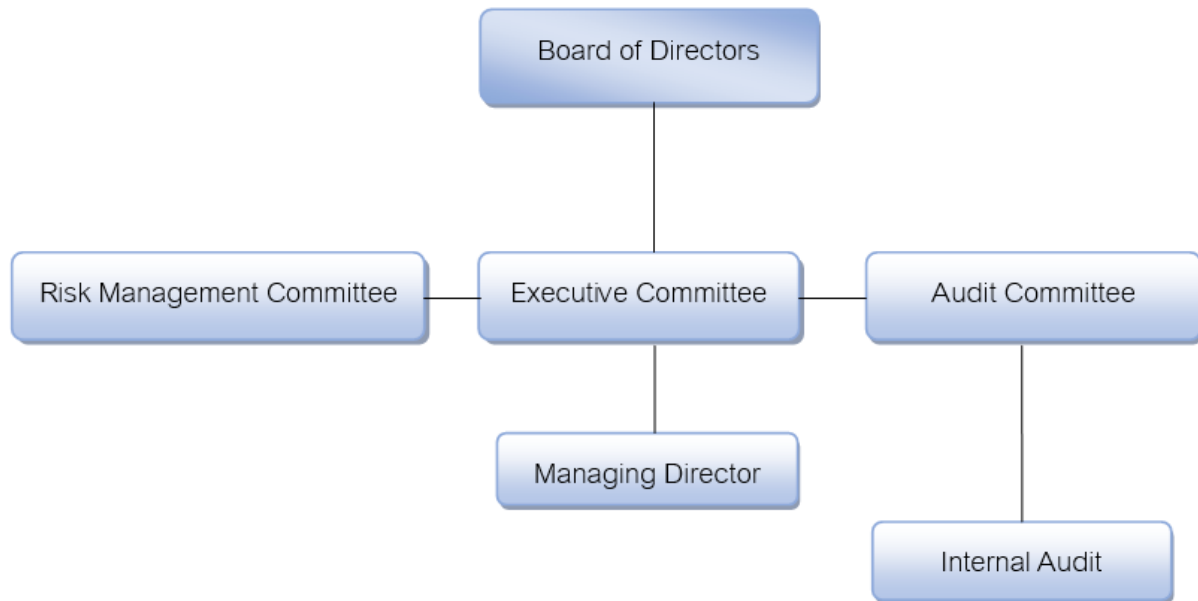 Board of Directors
Risk Management Committee
Executive Committee
Audit Committee
Managing Director
Internal Audit